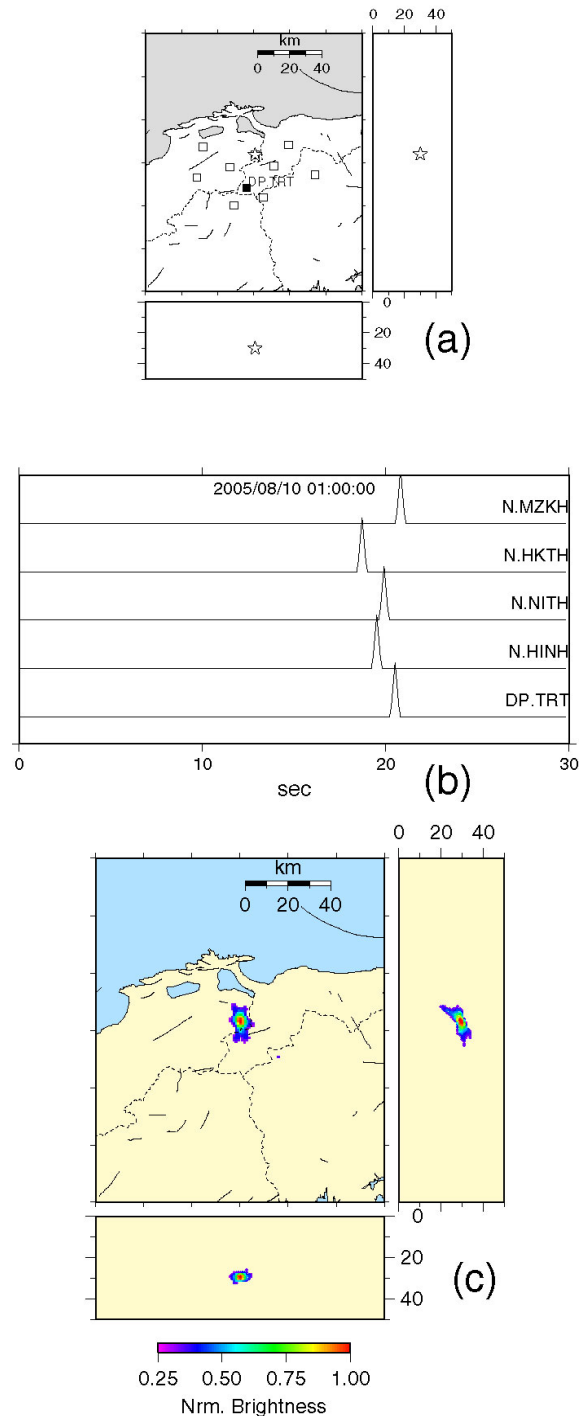 0 20 40
km
0 20 40
DP.TRT
0
20
40
(a)
2005/08/10 01:00:00
N.MZKH
N.HKTH
N.NITH
N.HINH
DP.TRT
0 10 20 30
sec
(b)
0 20 40
km
0 20 40
0
20
40
(c)
0.25 0.50 0.75 1.00
Nrm. Brightness